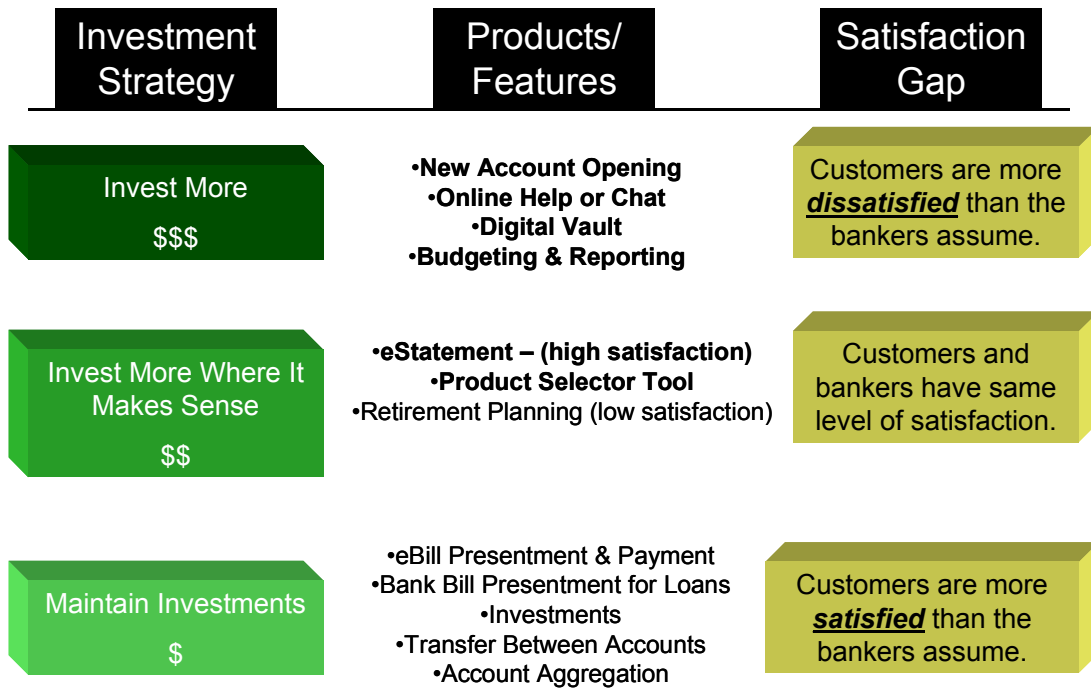 Investment
Strategy
Products/
Features
Satisfaction
Gap
Invest More
$$$
•New Account Opening
•Online Help or Chat
•Digital Vault
•Budgeting & Reporting
Customers are more
dissatisfied than the
bankers assume.
Invest More Where It
Makes Sense
$$
•eStatement – (high satisfaction)
•Product Selector Tool
•Retirement Planning (low satisfaction)
Customers and
bankers have same
level of satisfaction.
Maintain Investments
$
•eBill Presentment & Payment
•Bank Bill Presentment for Loans
•Investments
•Transfer Between Accounts
•Account Aggregation
Customers are more
satisfied than the
bankers assume.